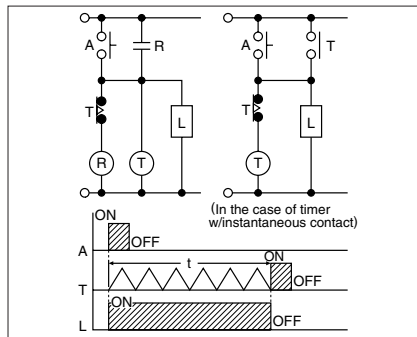 A R A T
T L T L
R T T
(In the case of timer
w/instantaneous contact)
ON
OFF
A
t ON
OFF
T
ON
OFF
L